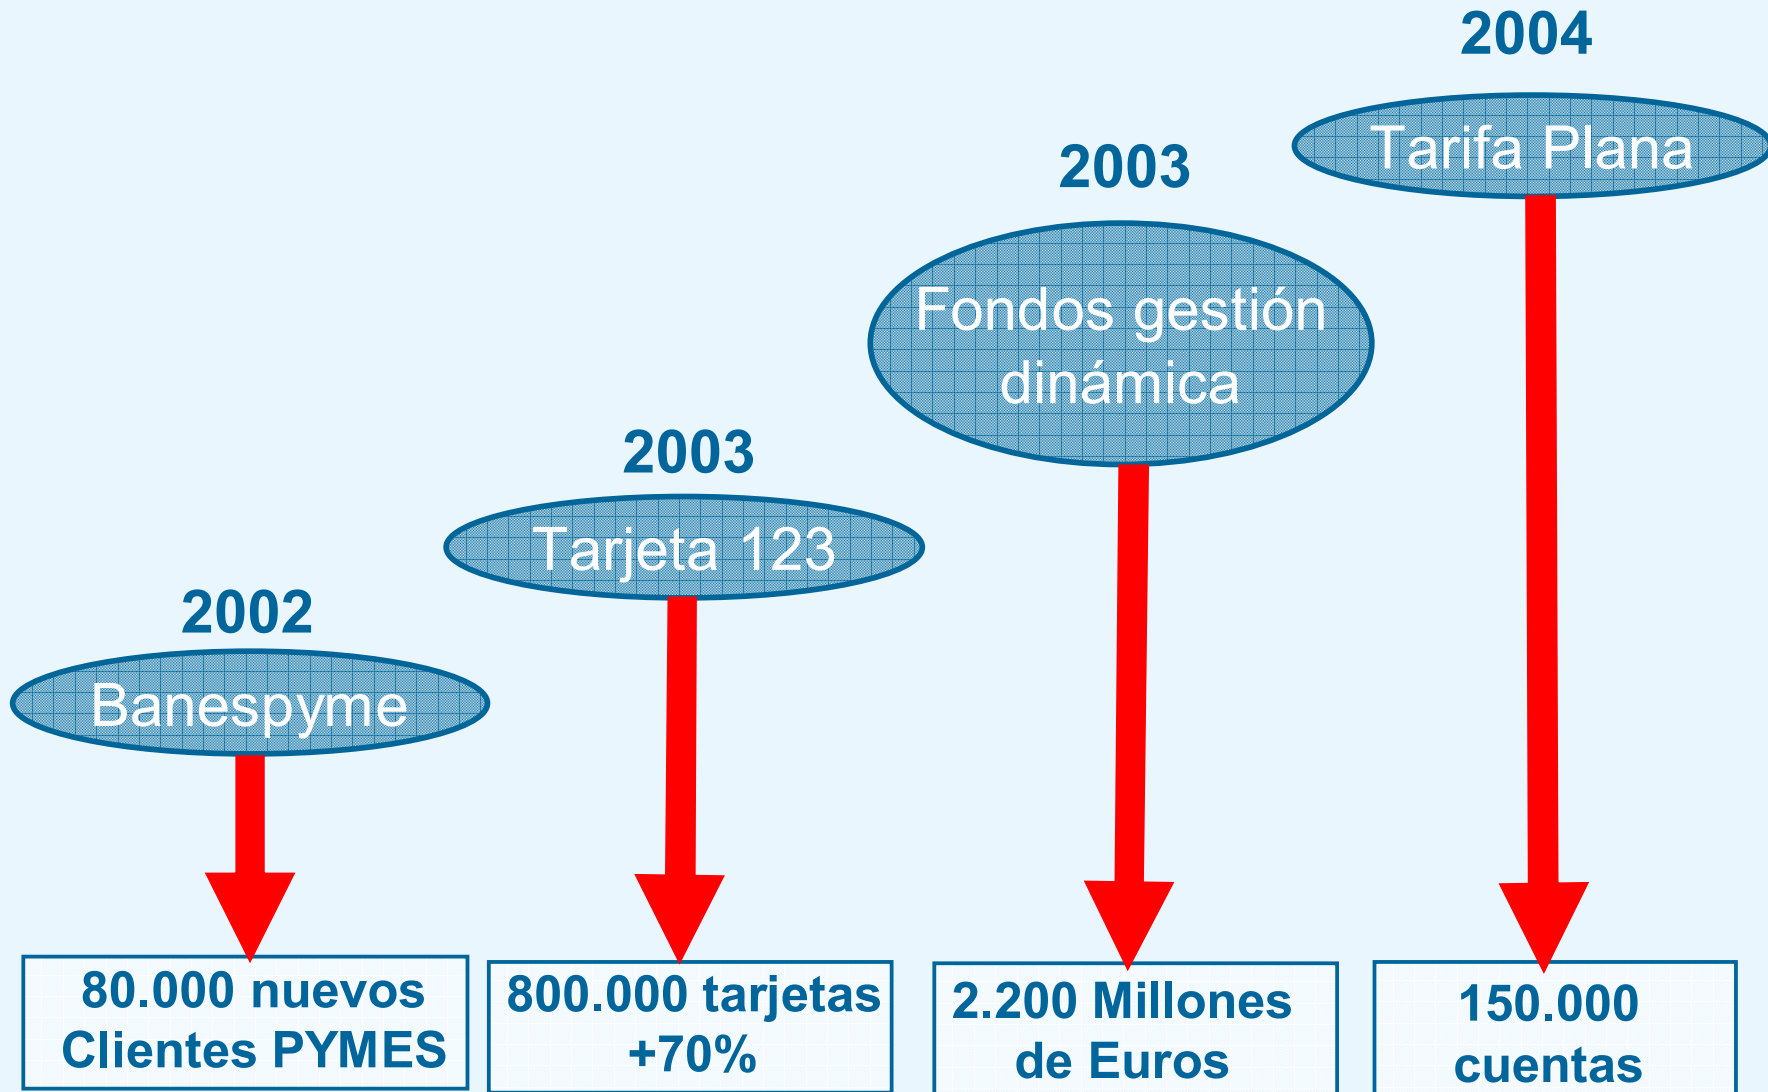 2002
Banespyme
80.000 nuevos
Clientes PYMES
2003
Tarjeta 123
800.000 tarjetas
+70%
2003
Fondos gestión
dinámica
2.200 Millones
de Euros
2004
Tarifa Plana
150.000
cuentas